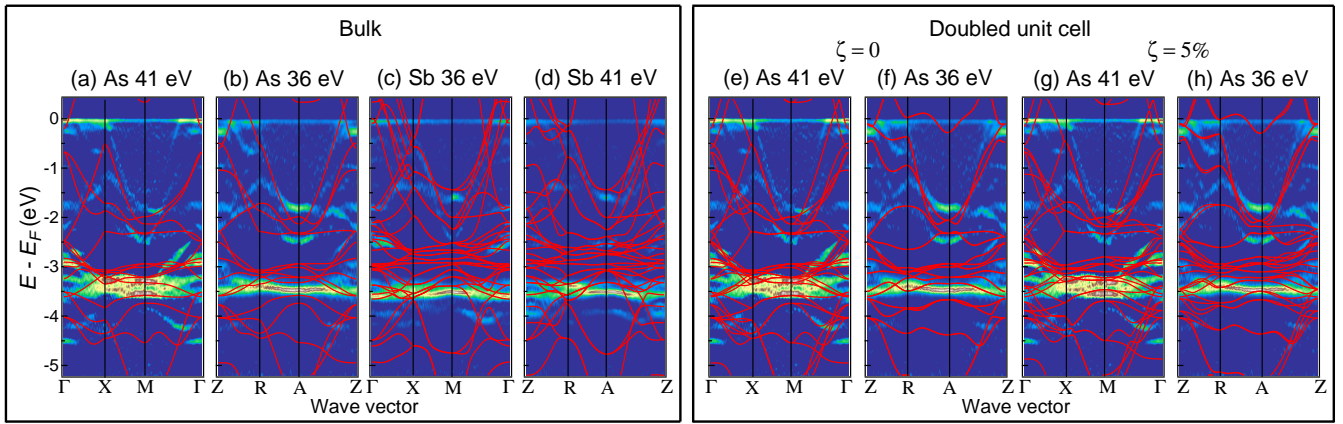 Bulk
Doubled unit cell
ζ = 0
ζ = 5%
(a) As 41 eV
(b) As 36 eV
(c) Sb 36 eV
(d) Sb 41 eV
(e) As 41 eV
(f) As 36 eV
(g) As 41 eV
(h) As 36 eV
E - E_F (eV)
0
-1
-2
-3
-4
-5
Γ X M Γ
Z R A Z
Γ X M Γ
Z R A Z
Γ X M Γ
Z R A Z
Γ X M Γ
Z R A Z
Wave vector
Wave vector